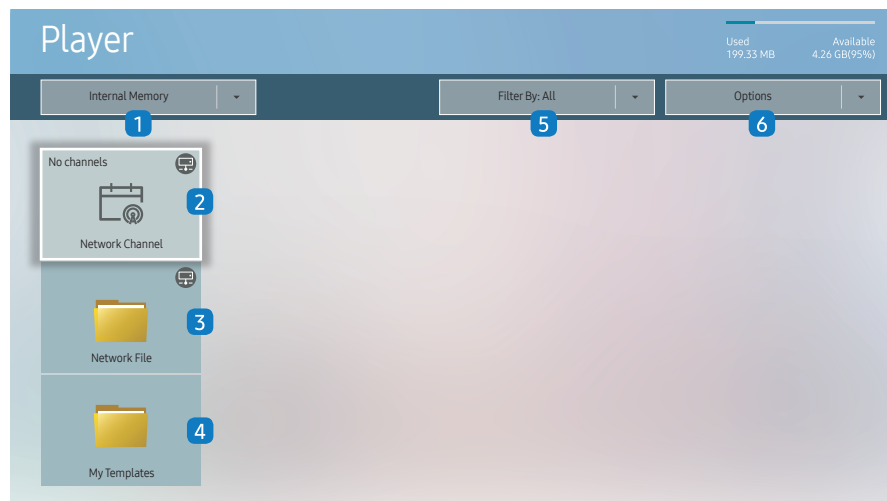 Player
Used Available
199.33 MB 4.26 GB(95%)
Internal Memory
Filter By: All
Options
1
5
6
No channels
2
Network Channel
3
Network File
4
My Templates